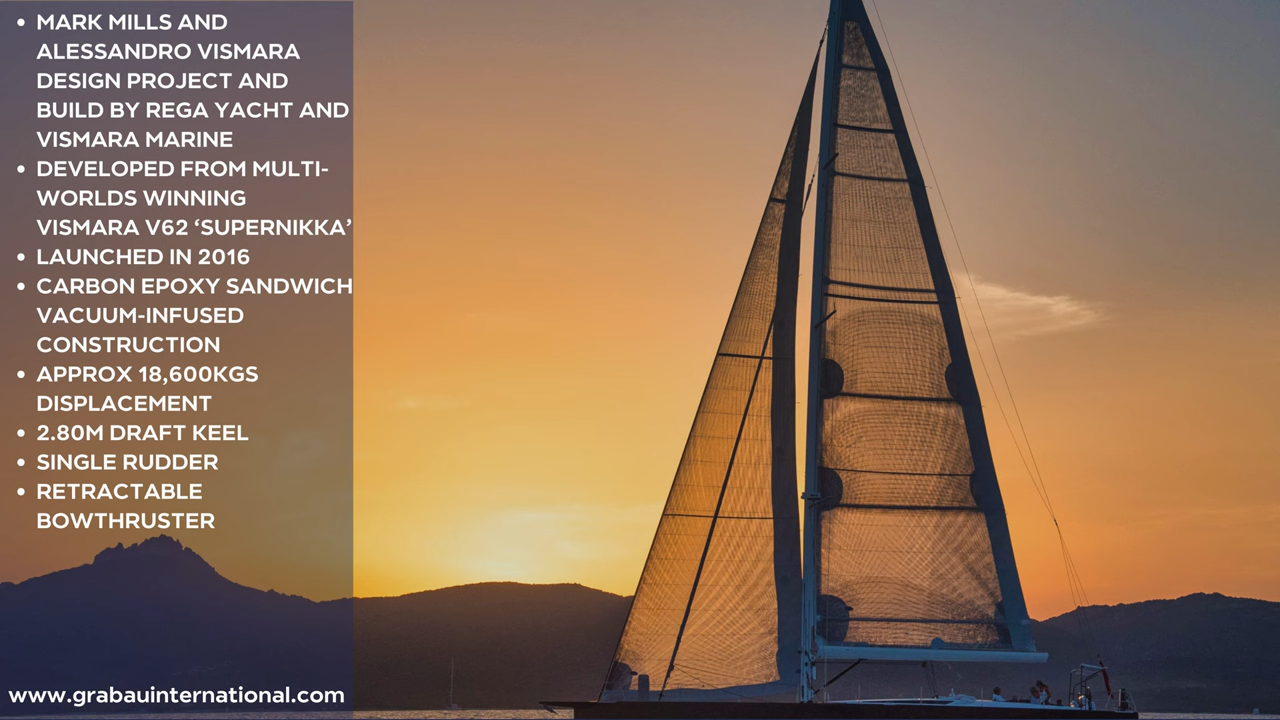 • MARK MILLS AND
ALESSANDRO VISMARA
DESIGN PROJECT AND
BUILD BY REGA YACHT AND
VISMARA MARINE
• DEVELOPED FROM MULTI-
WORLDS WINNING
VISMARA V62 ‘SUPERNIKKA’
• LAUNCHED IN 2016
• CARBON EPOXY SANDWICH
VACUUM-INFUSED
CONSTRUCTION
• APPROX 18,600KGS
DISPLACEMENT
• 2.80M DRAFT KEEL
• SINGLE RUDDER
• RETRACTABLE
BOWTHRUSTER
www.grabauinternational.com